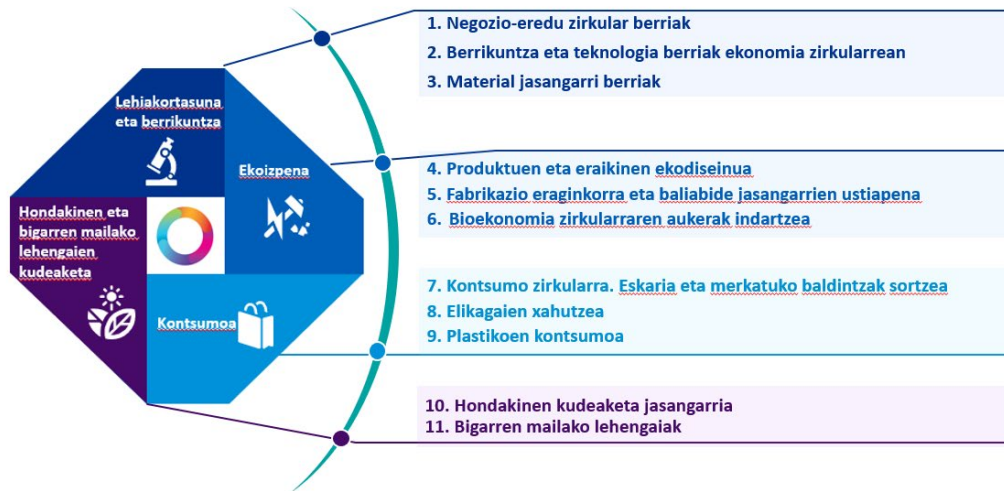 Lehiakortasuna
eta berrikuntza
Ekoizpena
Hondakinen eta
bigarren mailako
lehengaien
kudeaketa
Kontsumoa
1. Negozio-eredu zirkular berriak
2. Berrikuntza eta teknologia berriak ekonomia zirkularrean
3. Material jasangarri berriak
4. Produktuen eta eraikinen ekodiseinua
5. Fabrikazio eraginkorra eta baliabide jasangarrien ustiapena
6. Bioekonomia zirkularraren aukerak indartzea
7. Kontsumo zirkularra. Eskaria eta merkatuko baldintzak sortzea
8. Elikagaien xahutzea
9. Plastikoen kontsumoa
10. Hondakinen kudeaketa jasangarria
11. Bigarren mailako lehengaiak